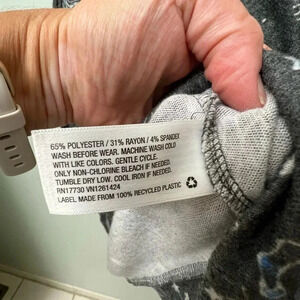 65% POLYESTER / 31% RAYON / 4% SPANDEX
WASH BEFORE WEAR. MACHINE WASH COLD
WITH LIKE COLORS. GENTLE CYCLE.
ONLY NON-CHLORINE BLEACH IF NEEDED.
TUMBLE DRY LOW. COOL IRON IF NEEDED.
RN17730 VN1261424
LABEL MADE FROM 100% RECYCLED PLASTIC